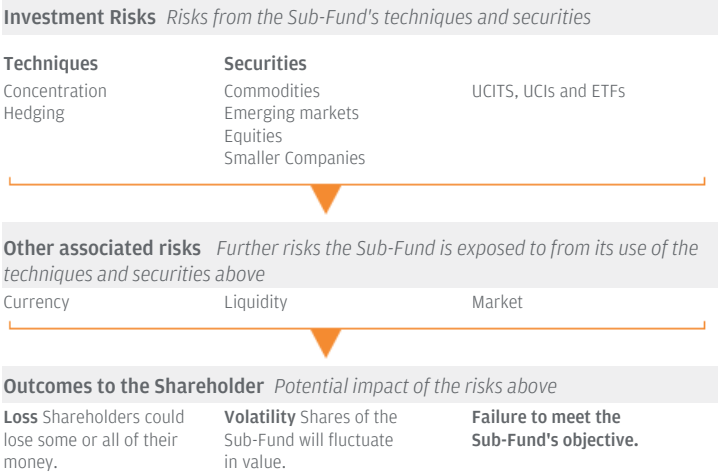 Investment Risks Risks from the Sub-Fund's techniques and securities
Techniques
Concentration
Hedging
Securities
Commodities
Emerging markets
Equities
Smaller Companies
UCITS, UCIs and ETFs
Other associated risks Further risks the Sub-Fund is exposed to from its use of the
techniques and securities above
Currency
Liquidity
Market
Outcomes to the Shareholder Potential impact of the risks above
Loss Shareholders could
lose some or all of their
money.
Volatility Shares of the
Sub-Fund will fluctuate
in value.
Failure to meet the
Sub-Fund's objective.